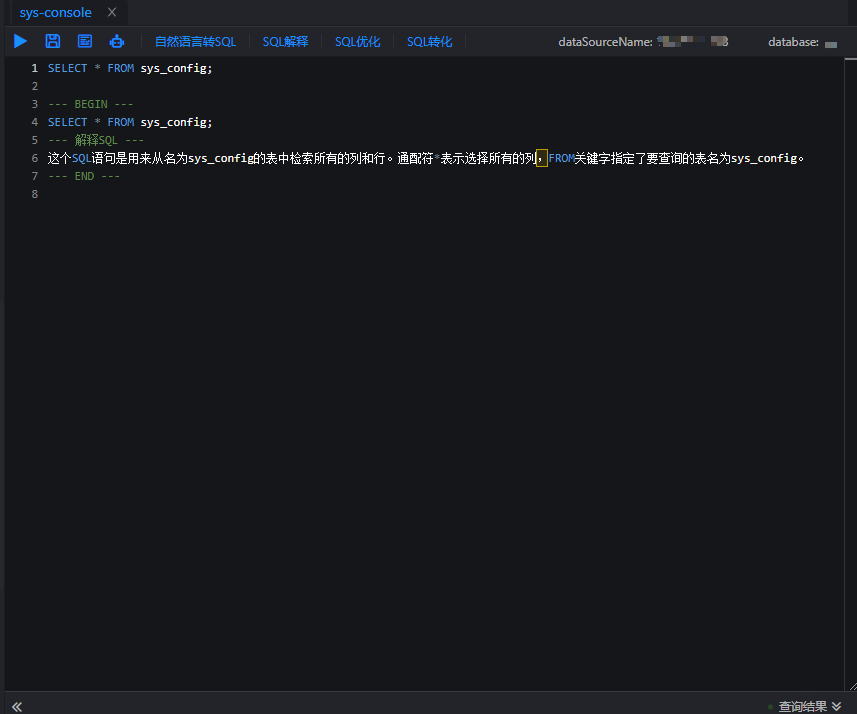 sys-console
自然语言转SQL SQL解释 SQL优化 SQL转化 dataSourceName: database:
1 SELECT * FROM sys_config;
2
3 --- BEGIN ---
4 SELECT * FROM sys_config;
5 --- 解释SQL ---
6 这个SQL语句是用来从名为sys_config的表中检索所有的列和行。通配符*表示选择所有的列，FROM关键字指定了要查询的表名为sys_config。
7 --- END ---
8
查询结果